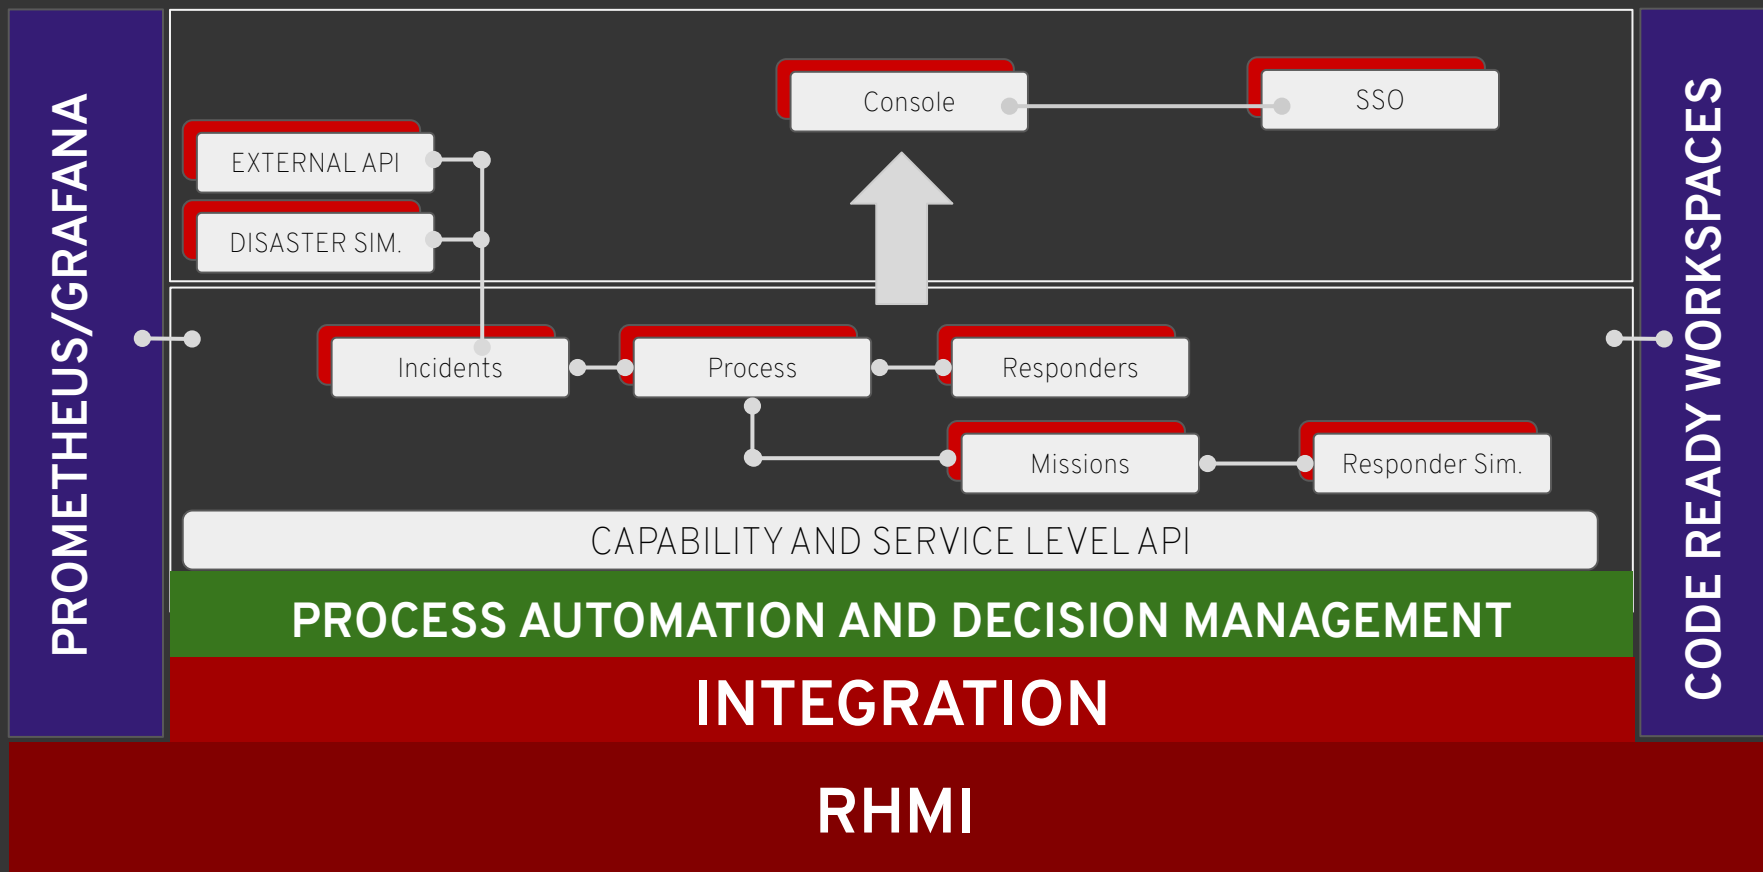 PROMETHEUS/GRAFANA
Console
SSO
EXTERNAL API
DISASTER SIM.
Incidents
Process
Responders
Missions
Responder Sim.
CAPABILITY AND SERVICE LEVEL API
PROCESS AUTOMATION AND DECISION MANAGEMENT
INTEGRATION
RHMI
CODE READY WORKSPACES